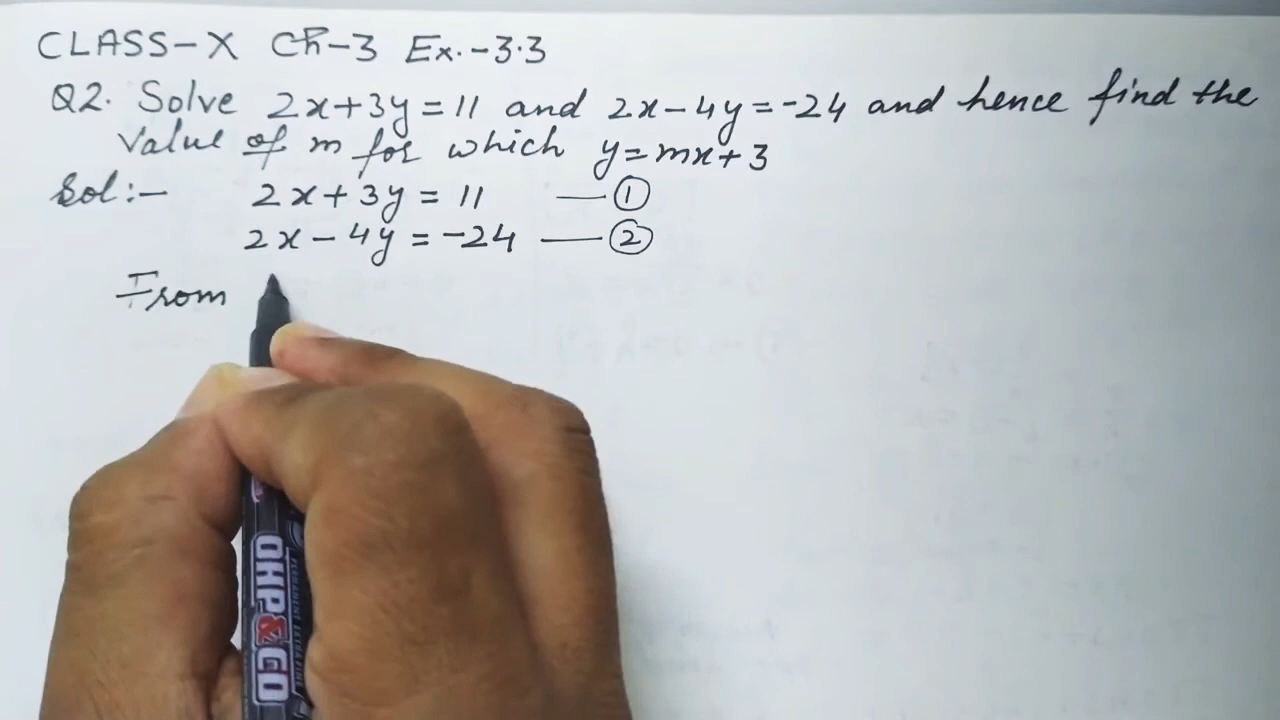 CLASS-X Ch-3 Ex.-3.3
Q2. Solve 2x+3y=11 and 2x-4y=-24 and hence find the
value of m for which y=mx+3
Sol:- 2x+3y=11 —①
2x-4y=-24 —②
From
OHP&GO